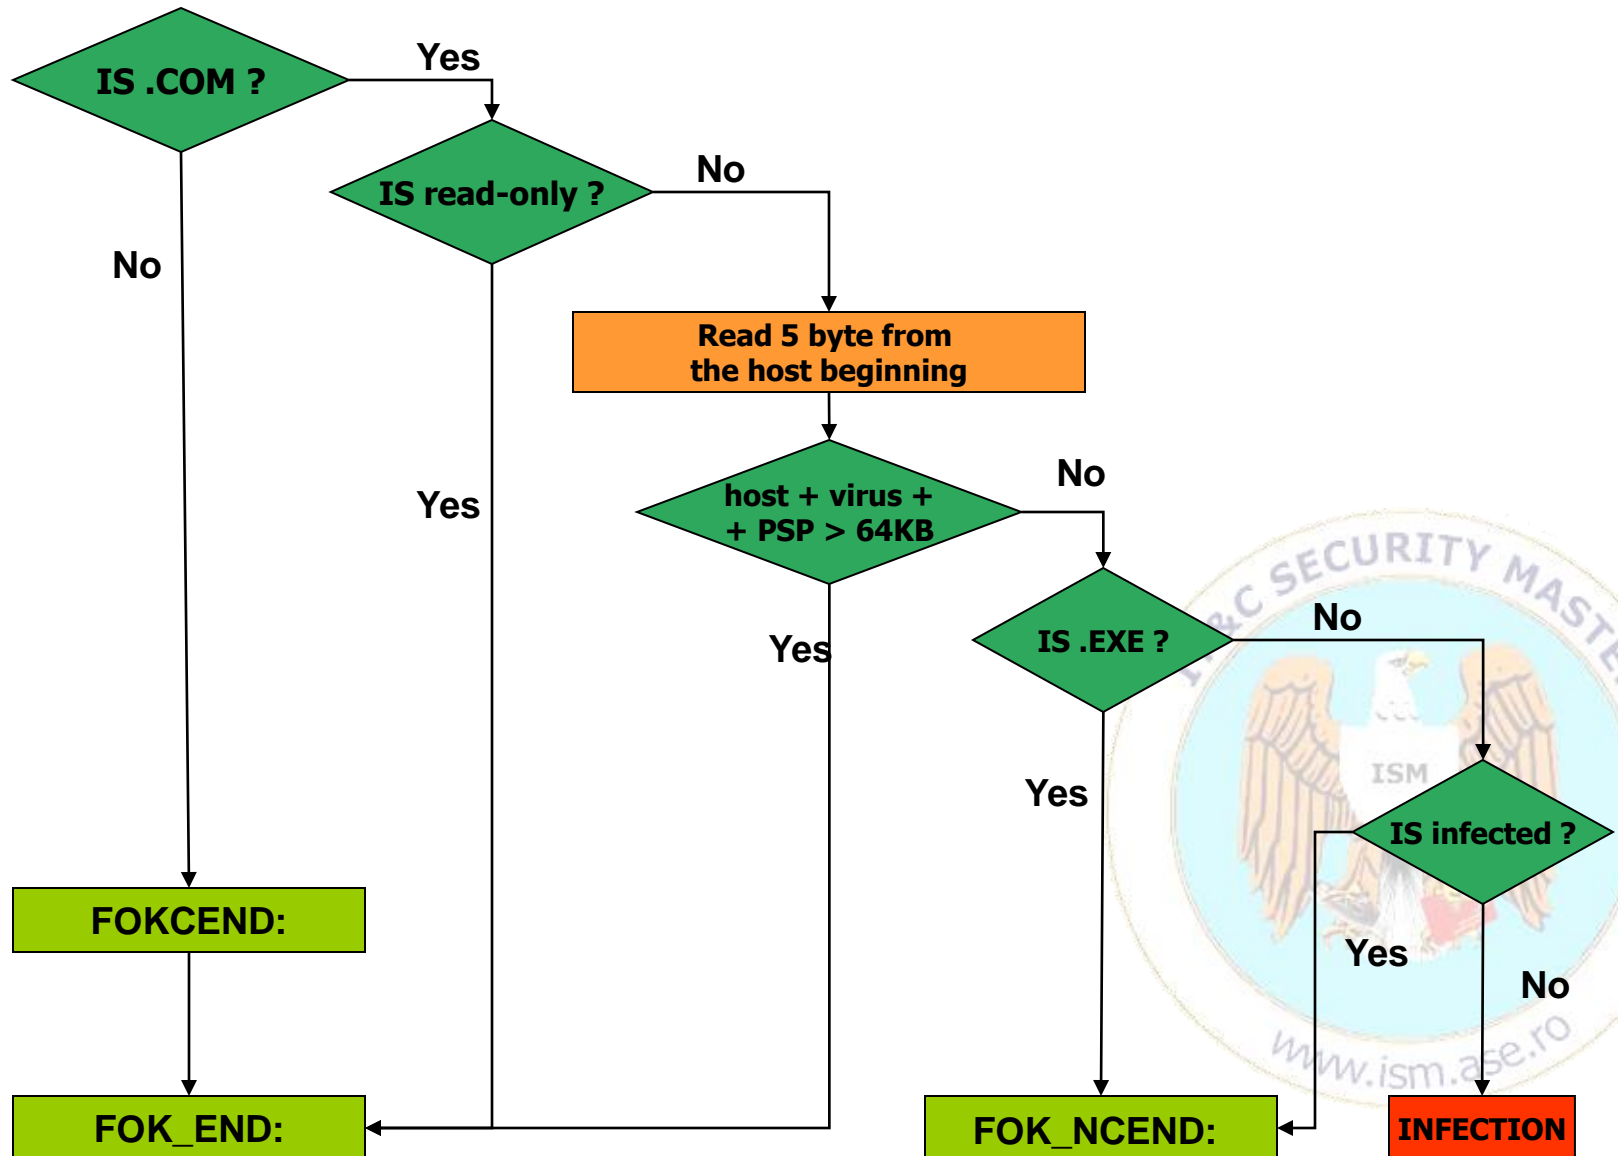 IS .COM ?
Yes
IS read-only ?
No
No
Read 5 byte from
the host beginning
host + virus +
+ PSP > 64KB
No
Yes
Yes
IS .EXE ?
No
Yes
IS infected ?
Yes
No
FOKCEND:
FOK_END:
FOK_NCEND:
INFECTION
&C SECURITY MASTE
ISM
www.ism.ase.ro